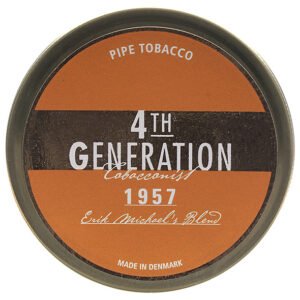 PIPE TOBACCO
4TH
GENERATION
Tobacconist
1957
Erik Michael's Blend
MADE IN DENMARK